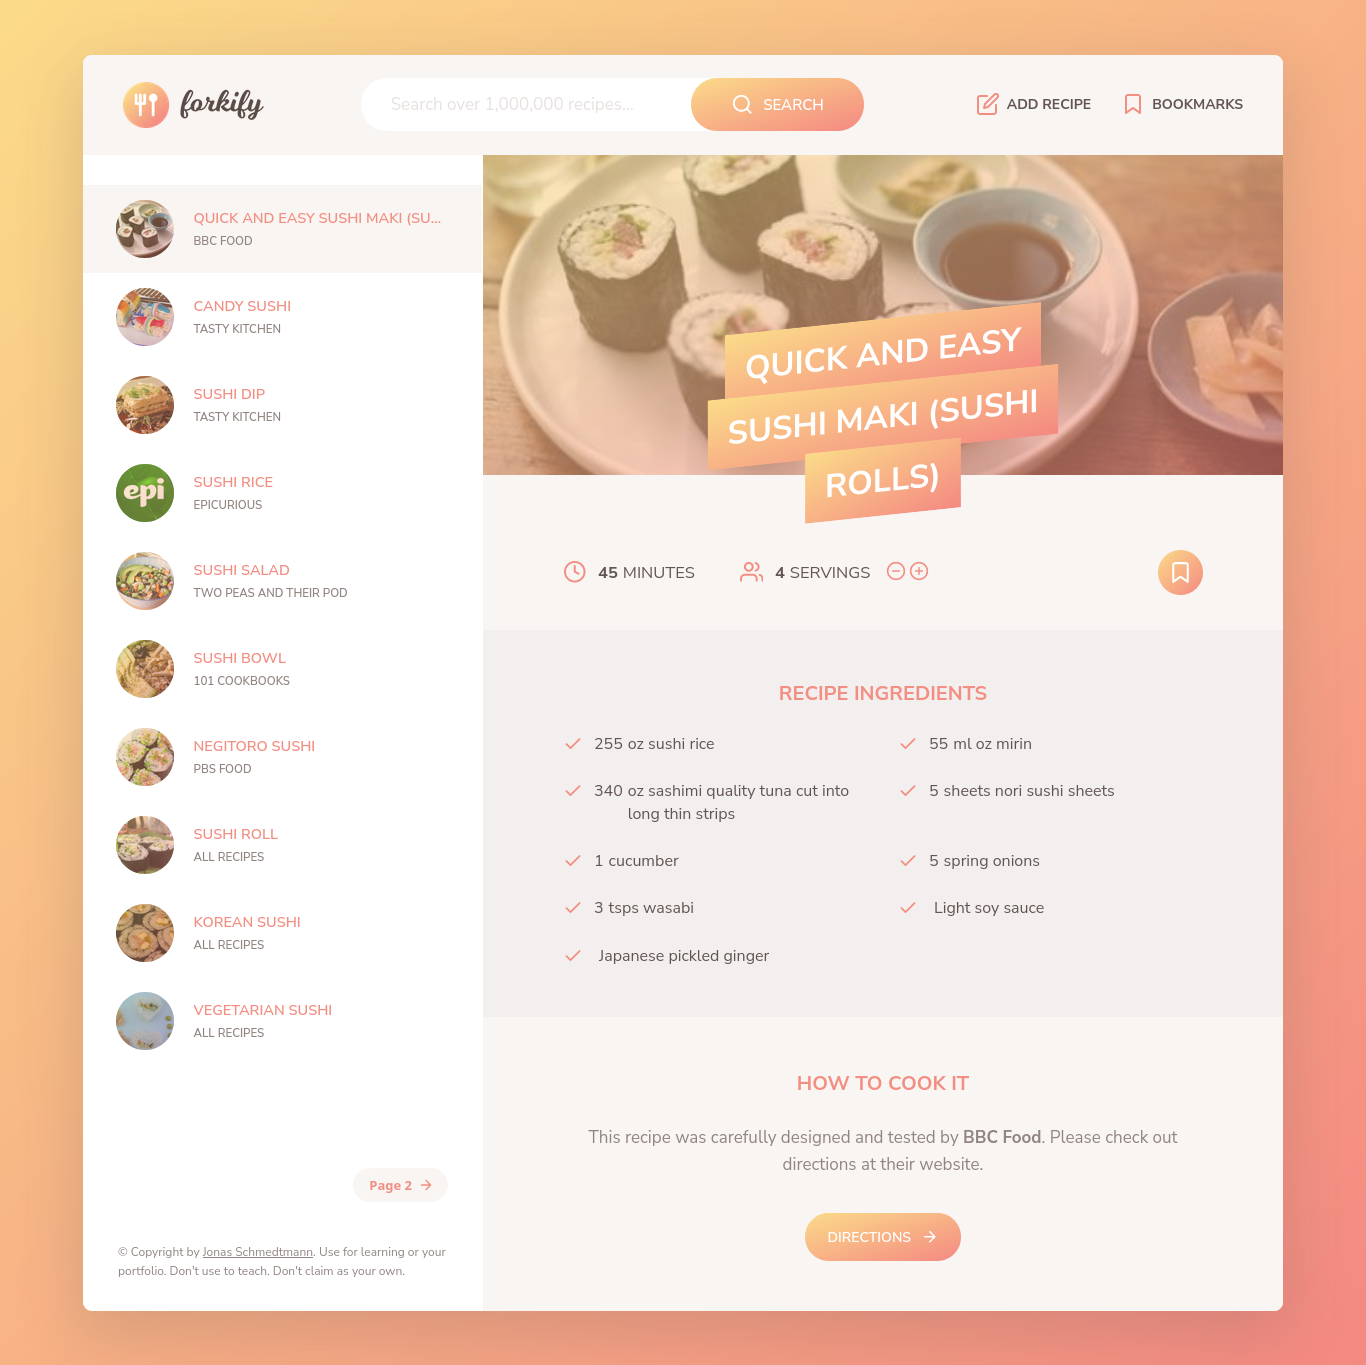 forkify
Search over 1,000,000 recipes...
SEARCH
ADD RECIPE
BOOKMARKS
QUICK AND EASY SUSHI MAKI (SU...
BBC FOOD
CANDY SUSHI
TASTY KITCHEN
SUSHI DIP
TASTY KITCHEN
epi
SUSHI RICE
EPICURIOUS
SUSHI SALAD
TWO PEAS AND THEIR POD
SUSHI BOWL
101 COOKBOOKS
NEGITORO SUSHI
PBS FOOD
SUSHI ROLL
ALL RECIPES
KOREAN SUSHI
ALL RECIPES
VEGETARIAN SUSHI
ALL RECIPES
Page 2
© Copyright by Jonas Schmedtmann. Use for learning or your
portfolio. Don't use to teach. Don't claim as your own.
QUICK AND EASY
SUSHI MAKI (SUSHI
ROLLS)
45 MINUTES
4 SERVINGS
RECIPE INGREDIENTS
255 oz sushi rice
55 ml oz mirin
340 oz sashimi quality tuna cut into
long thin strips
5 sheets nori sushi sheets
1 cucumber
5 spring onions
3 tsps wasabi
Light soy sauce
Japanese pickled ginger
HOW TO COOK IT
This recipe was carefully designed and tested by BBC Food. Please check out
directions at their website.
DIRECTIONS